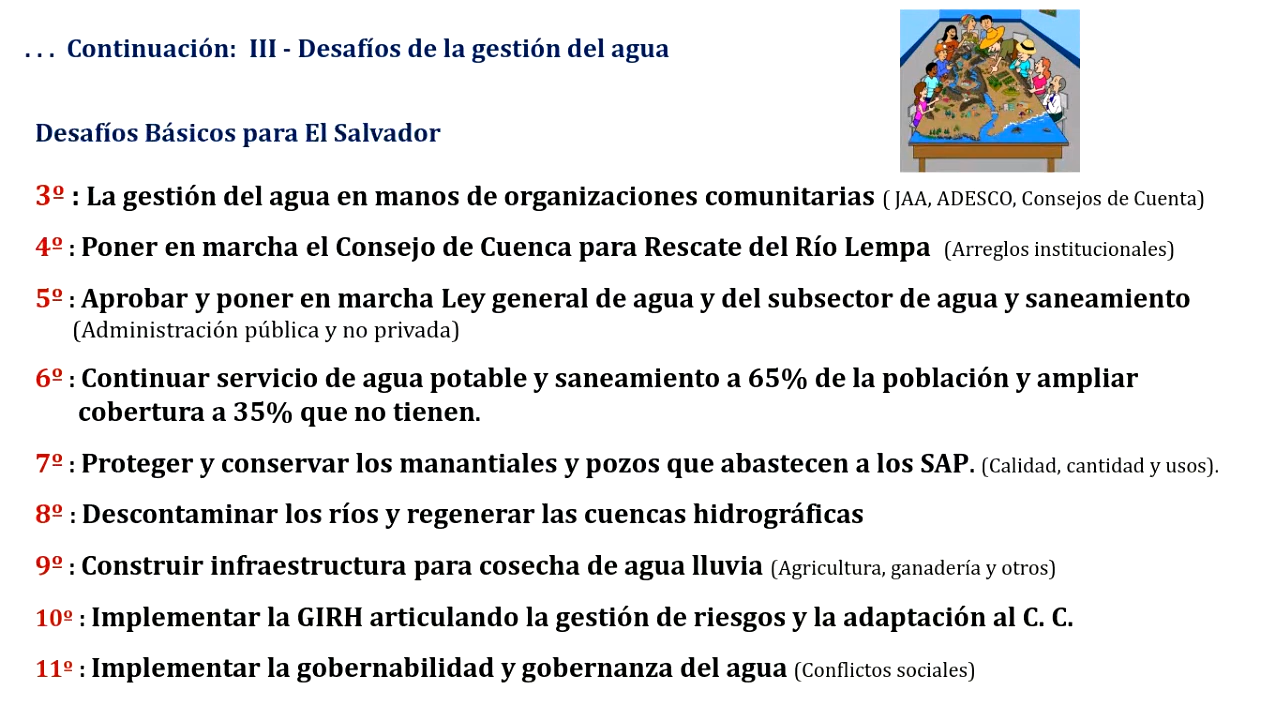 . . . Continuación: III - Desafíos de la gestión del agua
Desafíos Básicos para El Salvador
3º : La gestión del agua en manos de organizaciones comunitarias ( JAA, ADESCO, Consejos de Cuenta)
4º : Poner en marcha el Consejo de Cuenca para Rescate del Río Lempa (Arreglos institucionales)
5º : Aprobar y poner en marcha Ley general de agua y del subsector de agua y saneamiento
(Administración pública y no privada)
6º : Continuar servicio de agua potable y saneamiento a 65% de la población y ampliar
cobertura a 35% que no tienen.
7º : Proteger y conservar los manantiales y pozos que abastecen a los SAP. (Calidad, cantidad y usos).
8º : Descontaminar los ríos y regenerar las cuencas hidrográficas
9º : Construir infraestructura para cosecha de agua lluvia (Agricultura, ganadería y otros)
10º : Implementar la GIRH articulando la gestión de riesgos y la adaptación al C. C.
11º : Implementar la gobernabilidad y gobernanza del agua (Conflictos sociales)